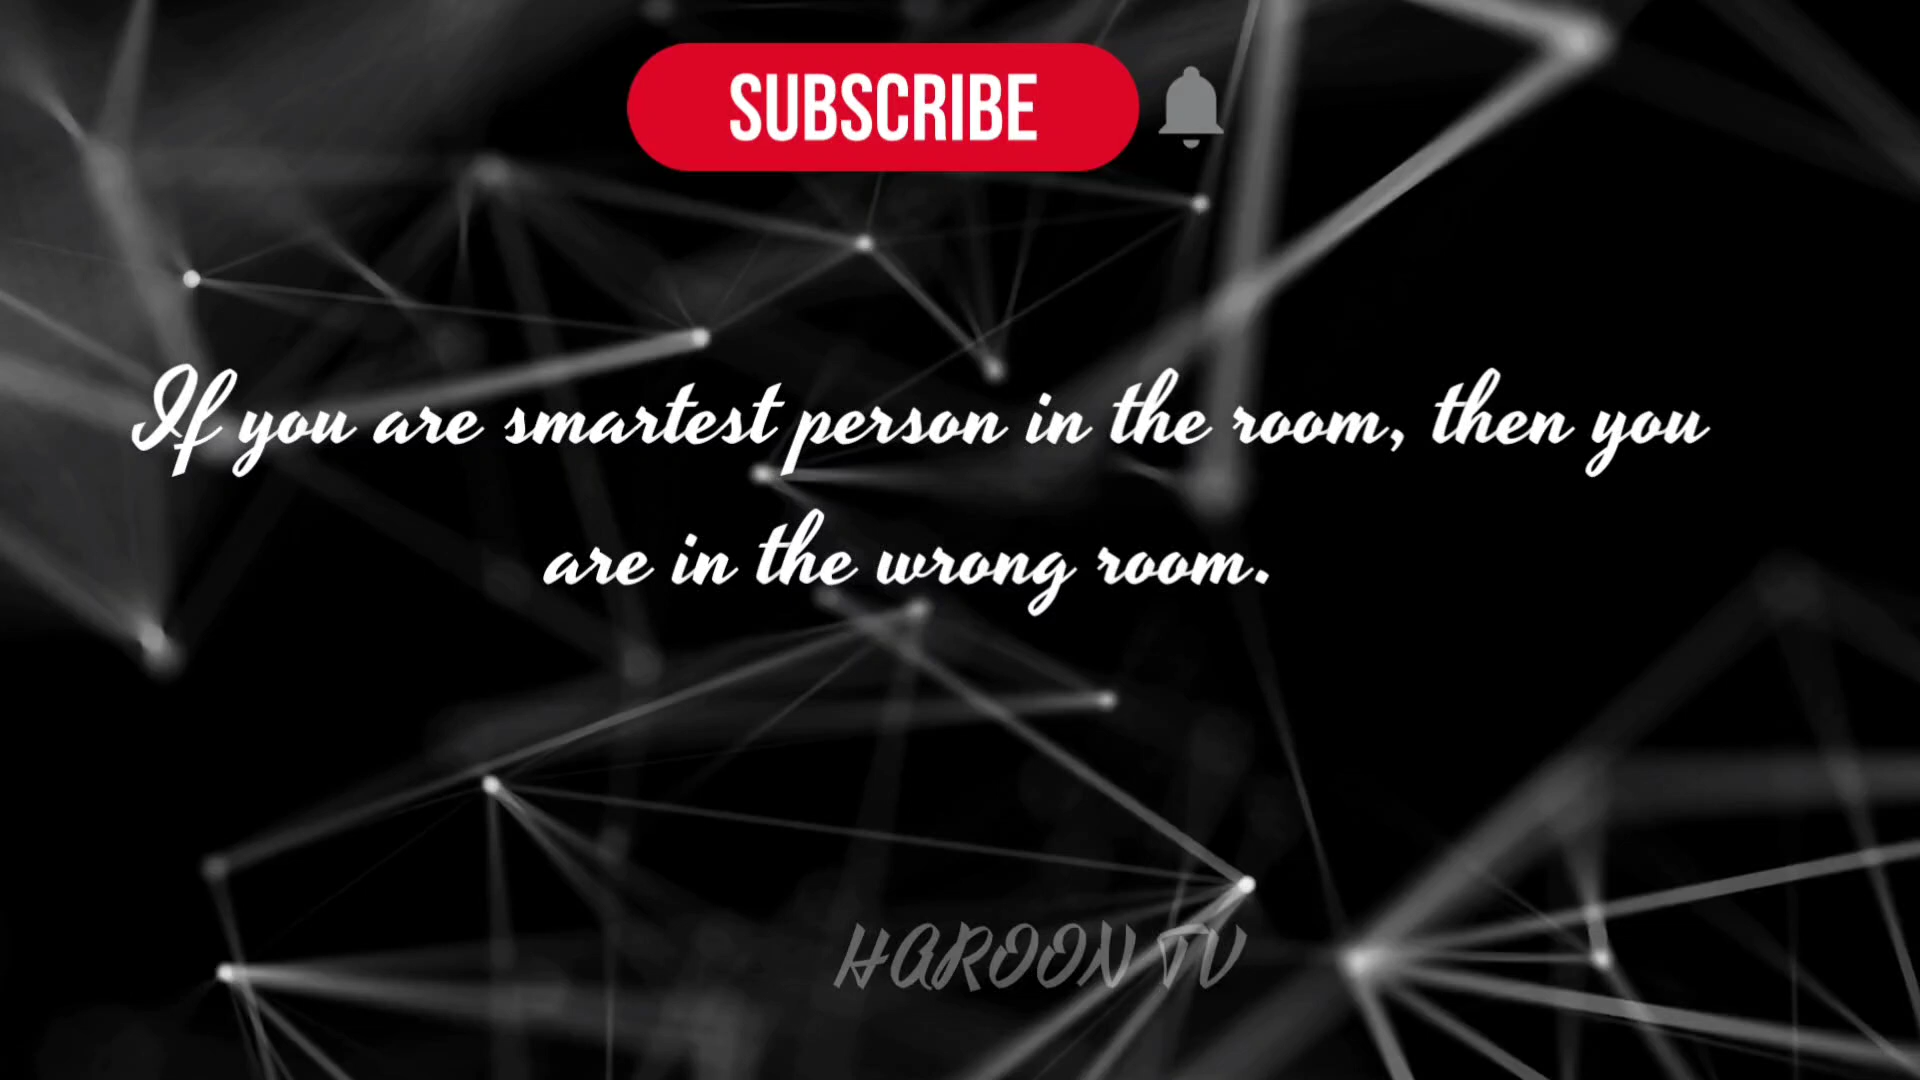 SUBSCRIBE
If you are smartest person in the room, then you
are in the wrong room.
HAROON TV